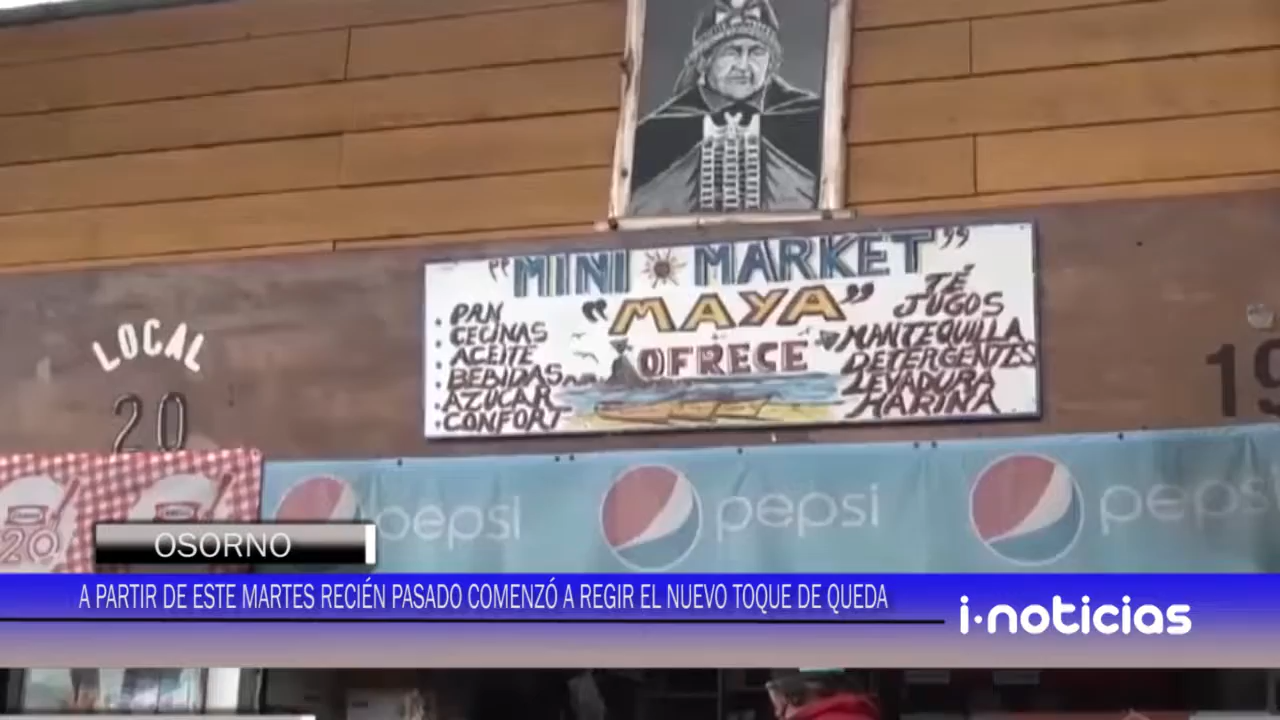 "MINI MARKET"
"MAYA"
OFRECE
• PAN
• CECINAS
• ACEITE
• BEBIDAS
• AZUCAR
• CONFORT
TÉ
JUGOS
MANTEQUILLA
DETERGENTES
LEVADURA
HARINA
LOCAL
20
19
pepsi
pepsi
pepsi
20
OSORNO
A PARTIR DE ESTE MARTES RECIÉN PASADO COMENZÓ A REGIR EL NUEVO TOQUE DE QUEDA
i·noticias